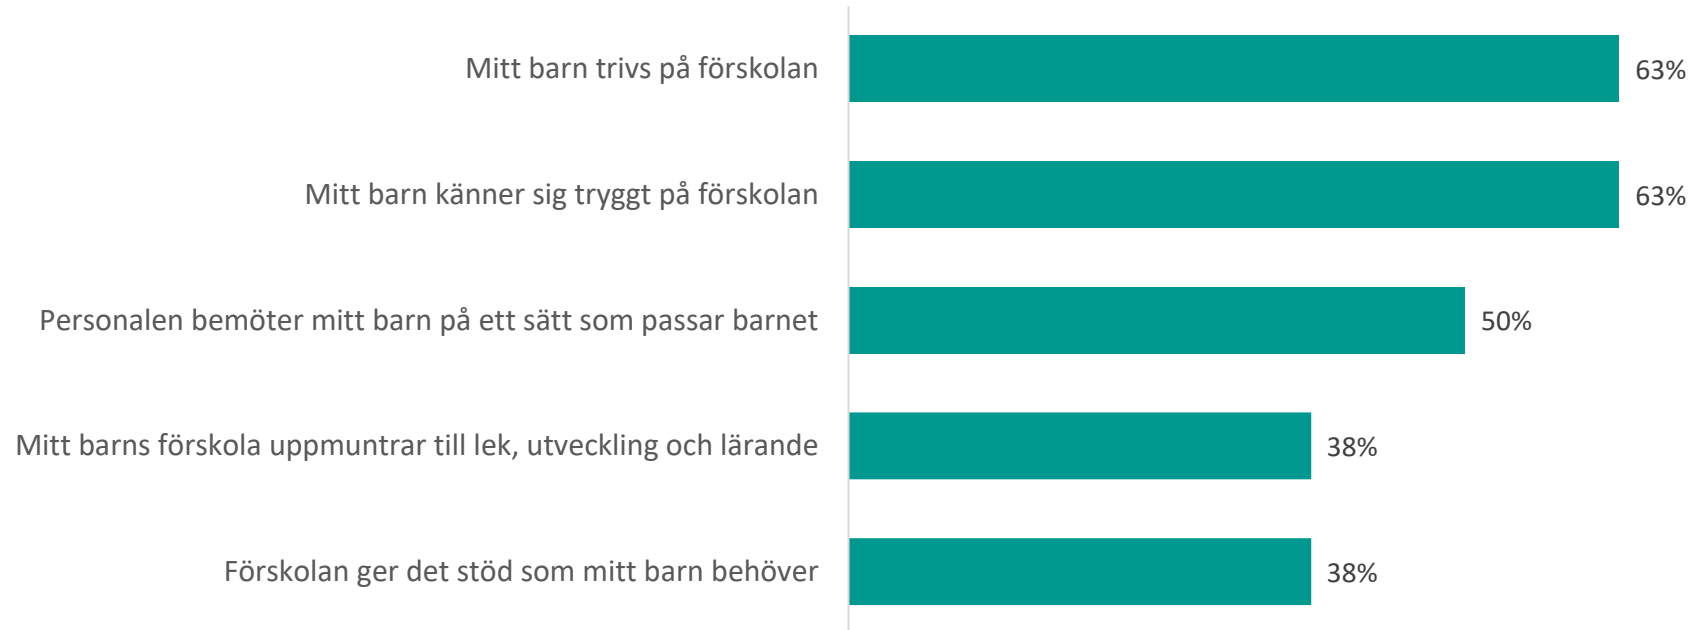 Mitt barn trivs på förskolan 63%
Mitt barn känner sig tryggt på förskolan 63%
Personalen bemöter mitt barn på ett sätt som passar barnet 50%
Mitt barns förskola uppmuntrar till lek, utveckling och lärande 38%
Förskolan ger det stöd som mitt barn behöver 38%